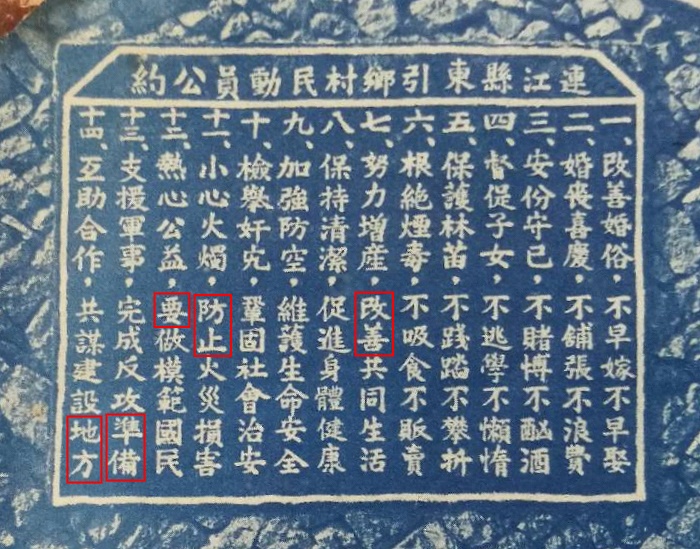 連江縣東引鄉村民動員公約
一、改善婚俗，不早嫁不早娶
二、婚喪喜慶，不舖張不浪費
三、安份守己，不賭博不酗酒
四、督促子女，不逃學不懶惰
五、保護林苗，不踐踏不攀折
六、根絕煙毒，不吸食不販賣
七、努力增產，改善共同生活
八、保持清潔，促進身體健康
九、加強防空，維護生命安全
十、檢舉奸宄，鞏固社會治安
十一、小心火燭，防止火災損害
十二、熱心公益，要做模範國民
十三、支援軍事，完成反攻準備
十四、互助合作，共謀建設地方